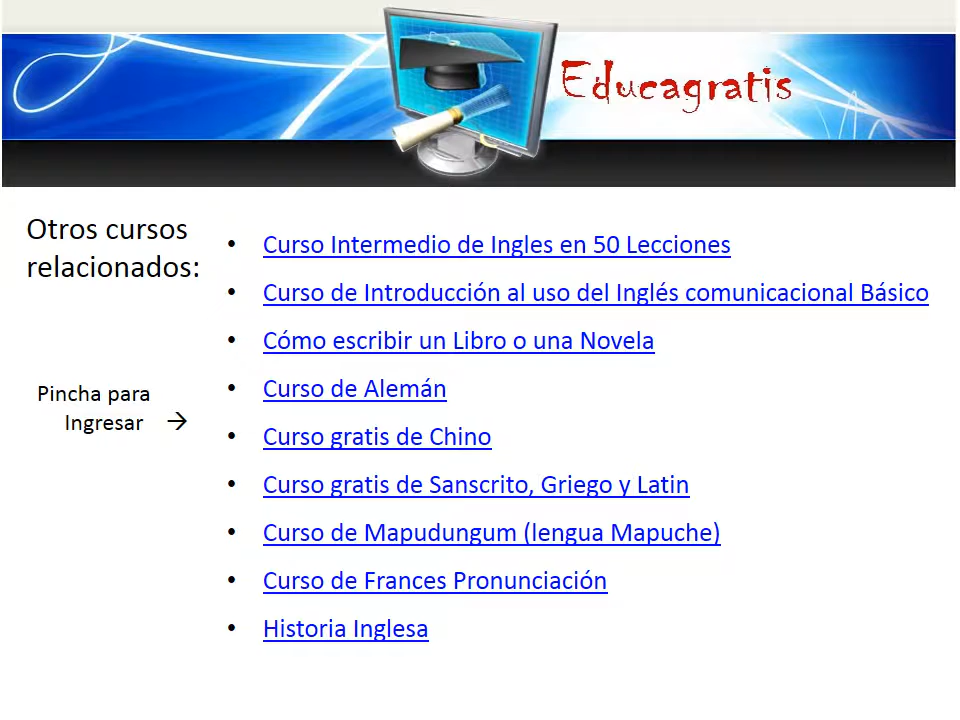 Educagratis
Otros cursos
relacionados:
• Curso Intermedio de Ingles en 50 Lecciones
• Curso de Introducción al uso del Inglés comunicacional Básico
• Cómo escribir un Libro o una Novela
• Curso de Alemán
Pincha para
Ingresar →
• Curso gratis de Chino
• Curso gratis de Sanscrito, Griego y Latin
• Curso de Mapudungum (lengua Mapuche)
• Curso de Frances Pronunciación
• Historia Inglesa